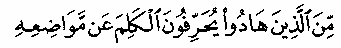 مِّنَ ٱلَّذِينَ هَادُواْ يُحَرِّفُونَ ٱلْكَلِمَ عَن مَّوَاضِعِهِ